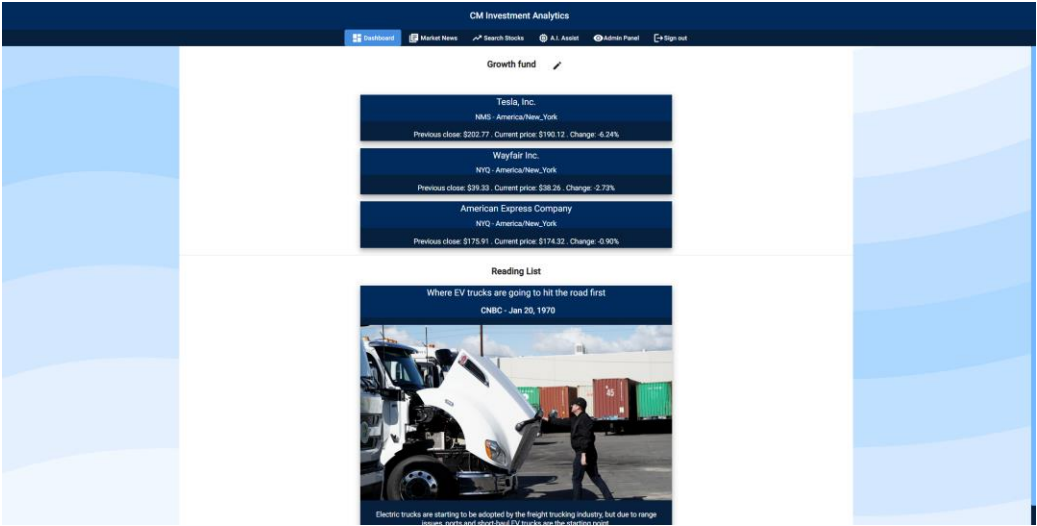 CM Investment Analytics
Dashboard Market News Search Stocks A.I. Assist Admin Panel Sign out
Growth fund
Tesla, Inc.
NMS - America/New_York
Previous close: $202.77 . Current price: $190.12 . Change: -6.24%
Wayfair Inc.
NYQ - America/New_York
Previous close: $39.33 . Current price: $38.26 . Change: -2.73%
American Express Company
NYQ - America/New_York
Previous close: $175.91 . Current price: $174.32 . Change: -0.90%
Reading List
Where EV trucks are going to hit the road first
CNBC - Jan 20, 1970
45
Electric trucks are starting to be adopted by the freight trucking industry, but due to range
issues, ports and short-haul EV trucks are the starting point